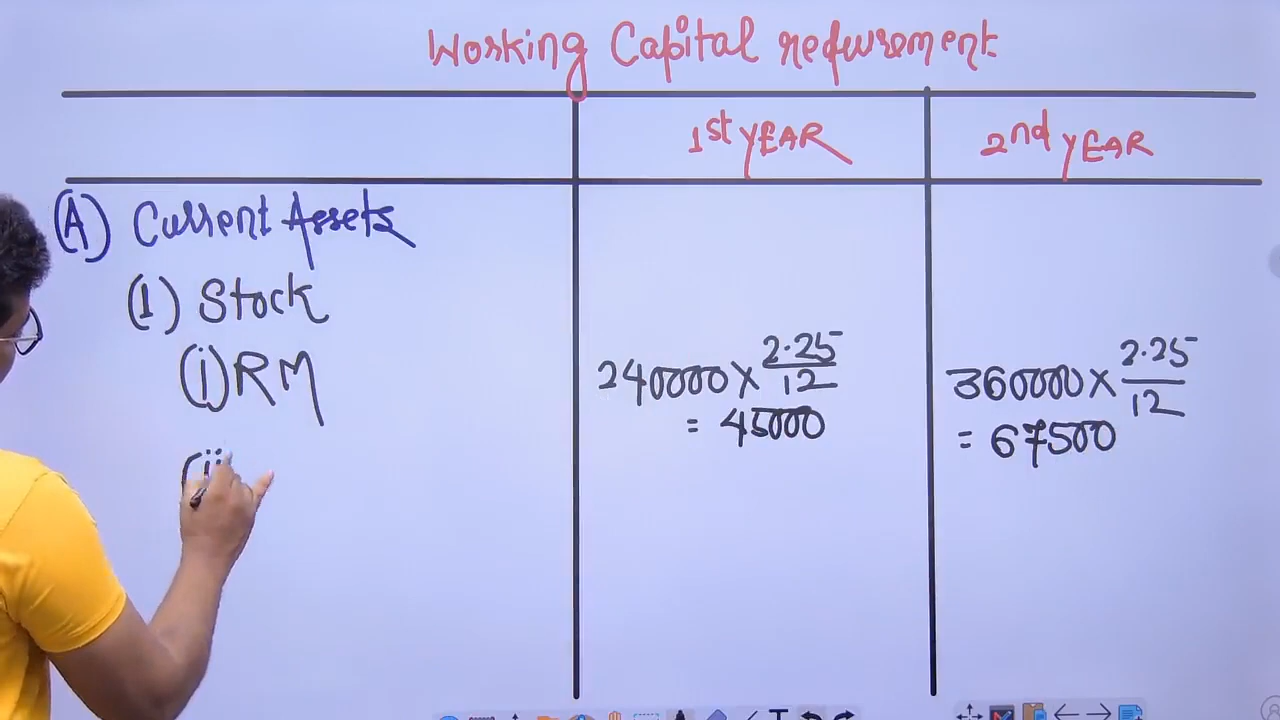 Working Capital requirement
1st YEAR 2nd YEAR
(A) Current Assets
(1) Stock
(i) RM 240000 × 2.25/12 360000 × 2.25/12
= 45000 = 67500
(ii